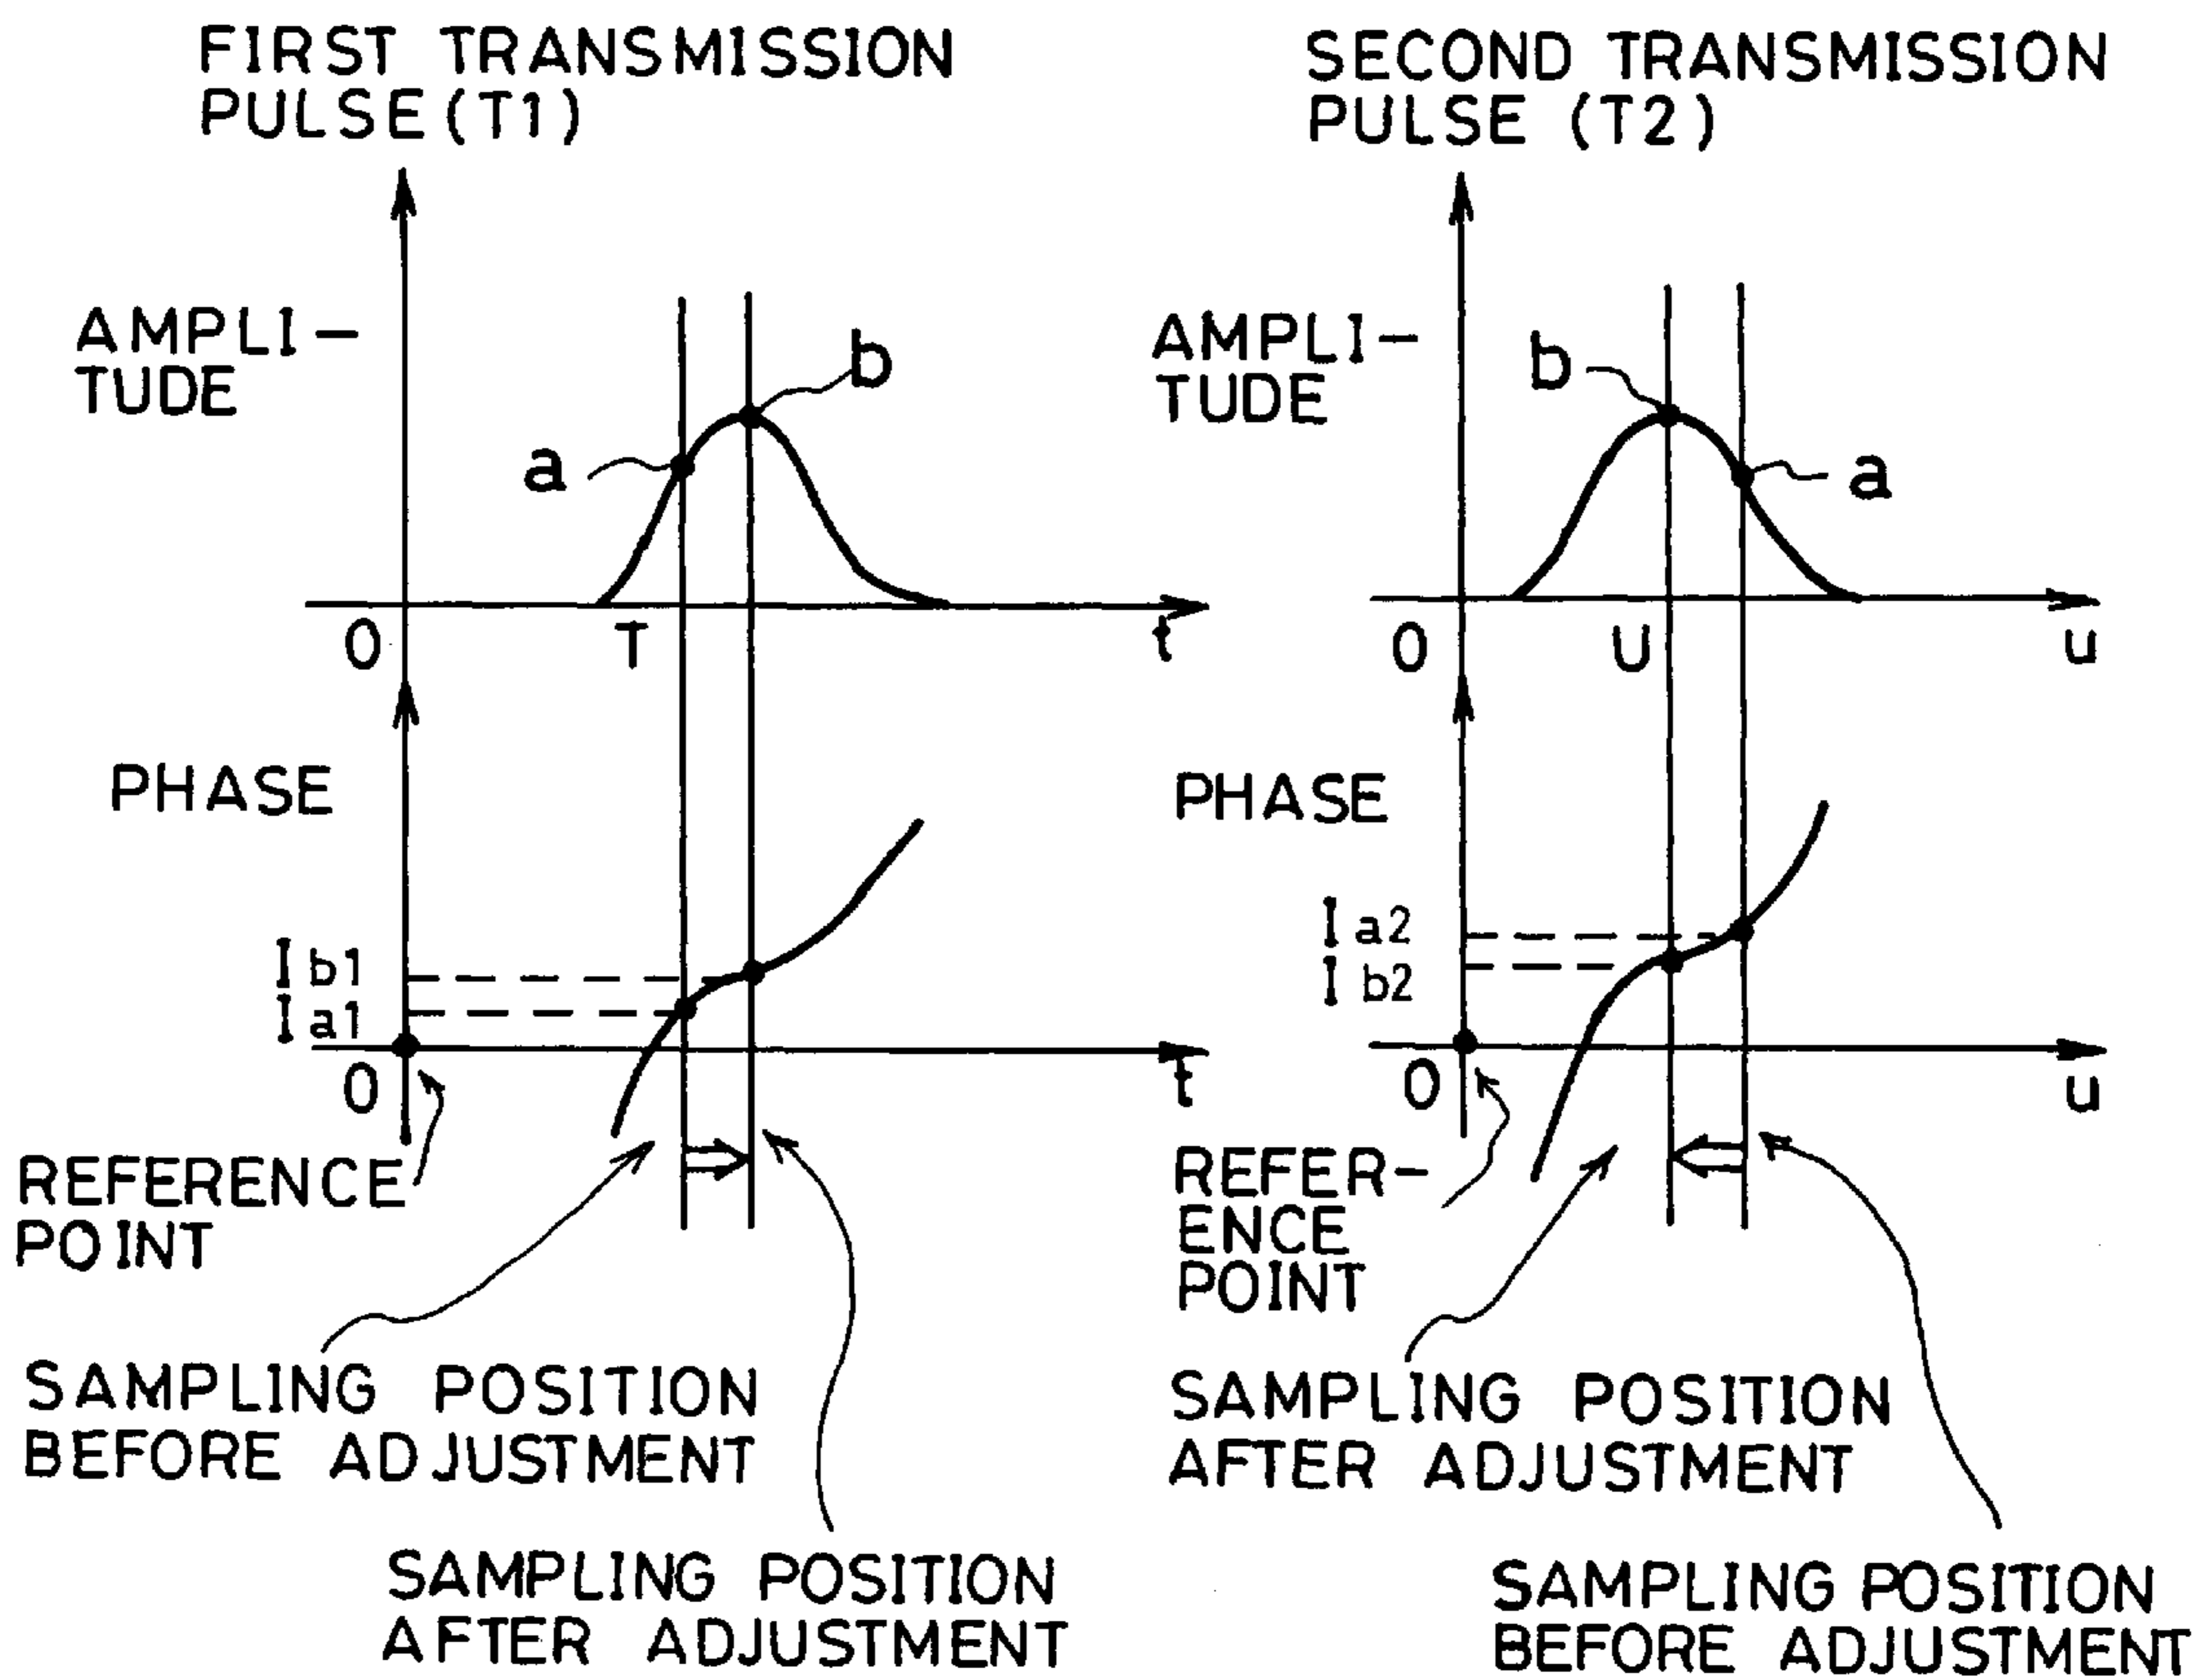 FIRST TRANSMISSION
PULSE (T1)
AMPLI-
TUDE
a
b
0
T
t
PHASE
I b1
I a1
0
t
REFERENCE
POINT
SAMPLING POSITION
BEFORE ADJUSTMENT
SAMPLING POSITION
AFTER ADJUSTMENT
SECOND TRANSMISSION
PULSE (T2)
AMPLI-
TUDE
b
a
0
U
u
PHASE
I a2
I b2
0
u
REFER-
ENCE
POINT
SAMPLING POSITION
AFTER ADJUSTMENT
SAMPLING POSITION
BEFORE ADJUSTMENT